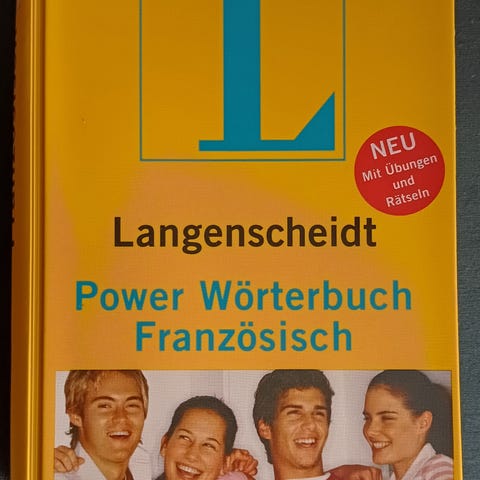 L
NEU
Mit Übungen
und
Rätseln
Langenscheidt
Power Wörterbuch
Französisch